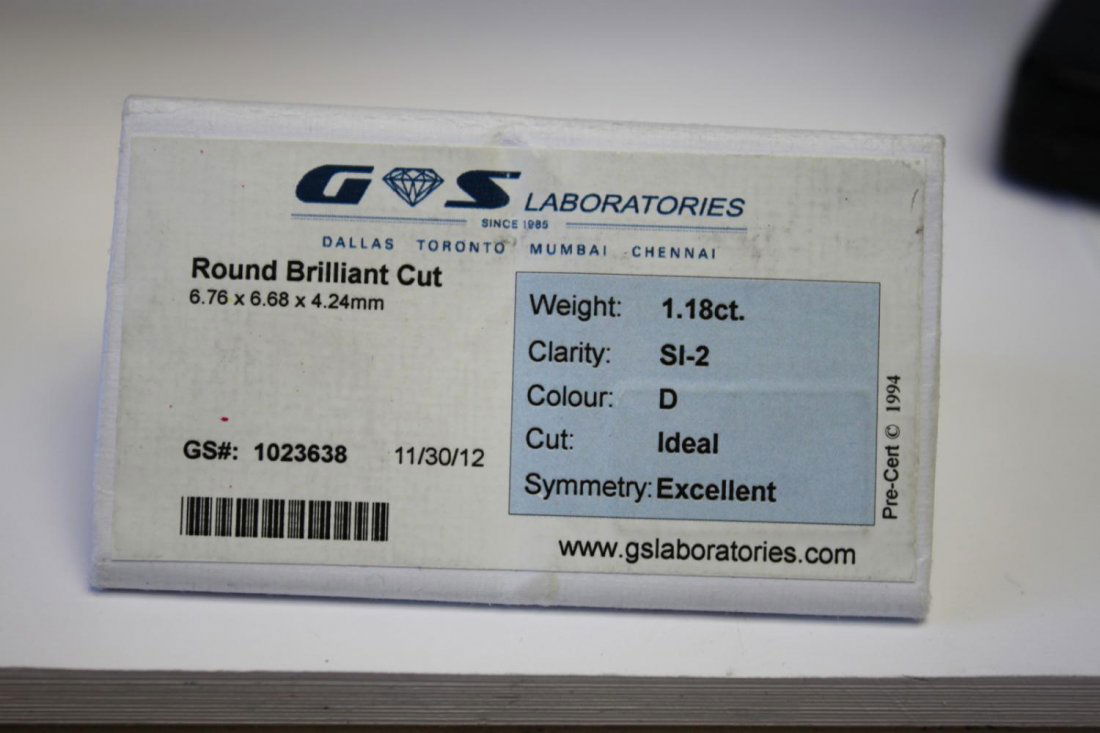 GS LABORATORIES
SINCE 1985
DALLAS TORONTO MUMBAI CHENNAI
Round Brilliant Cut
6.76 x 6.68 x 4.24mm
Weight: 1.18ct.
Clarity: SI-2
Colour: D
Cut: Ideal
Symmetry: Excellent
GS#: 1023638 11/30/12
www.gslaboratories.com
Pre-Cert © 1994